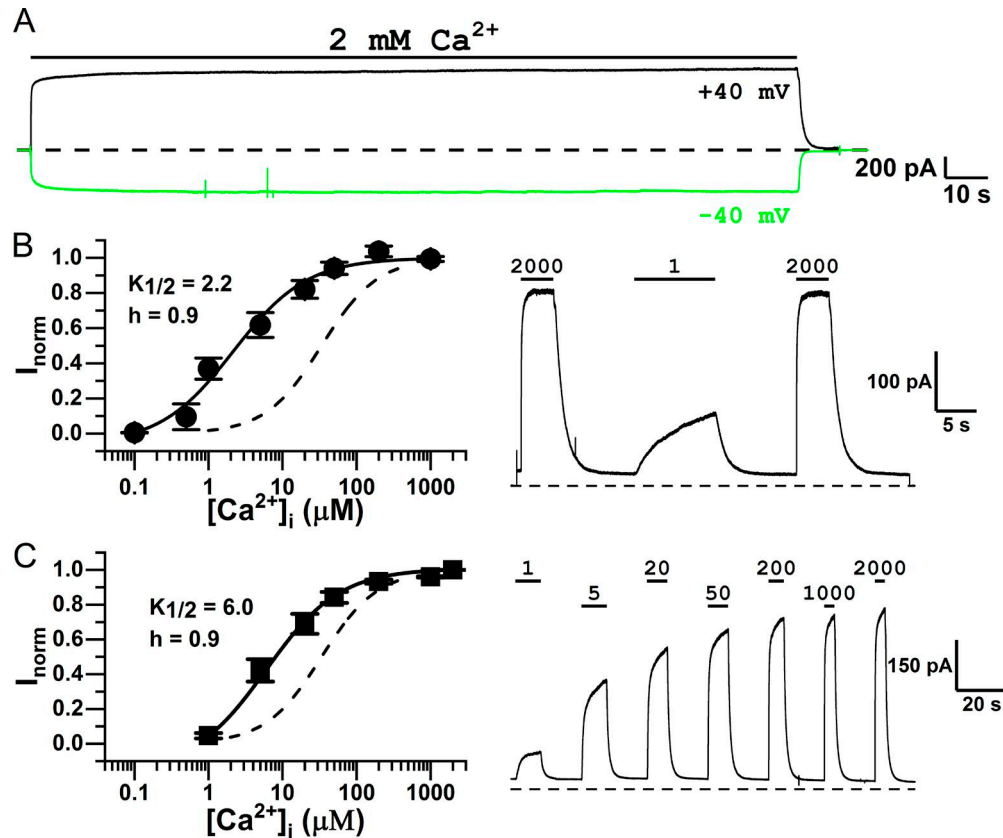 A
2 mM Ca²⁺
+40 mV
200 pA
10 s
-40 mV
B
1.0
0.8
0.6
0.4
0.2
0.0
Inorm
K1/2 = 2.2
h = 0.9
0.1 1 10 100 1000
[Ca²⁺]i (μM)
2000 1 2000
100 pA
5 s
C
1.0
0.8
0.6
0.4
0.2
0.0
Inorm
K1/2 = 6.0
h = 0.9
0.1 1 10 100 1000
[Ca²⁺]i (μM)
1 20 200 2000
5 50 1000
150 pA
20 s